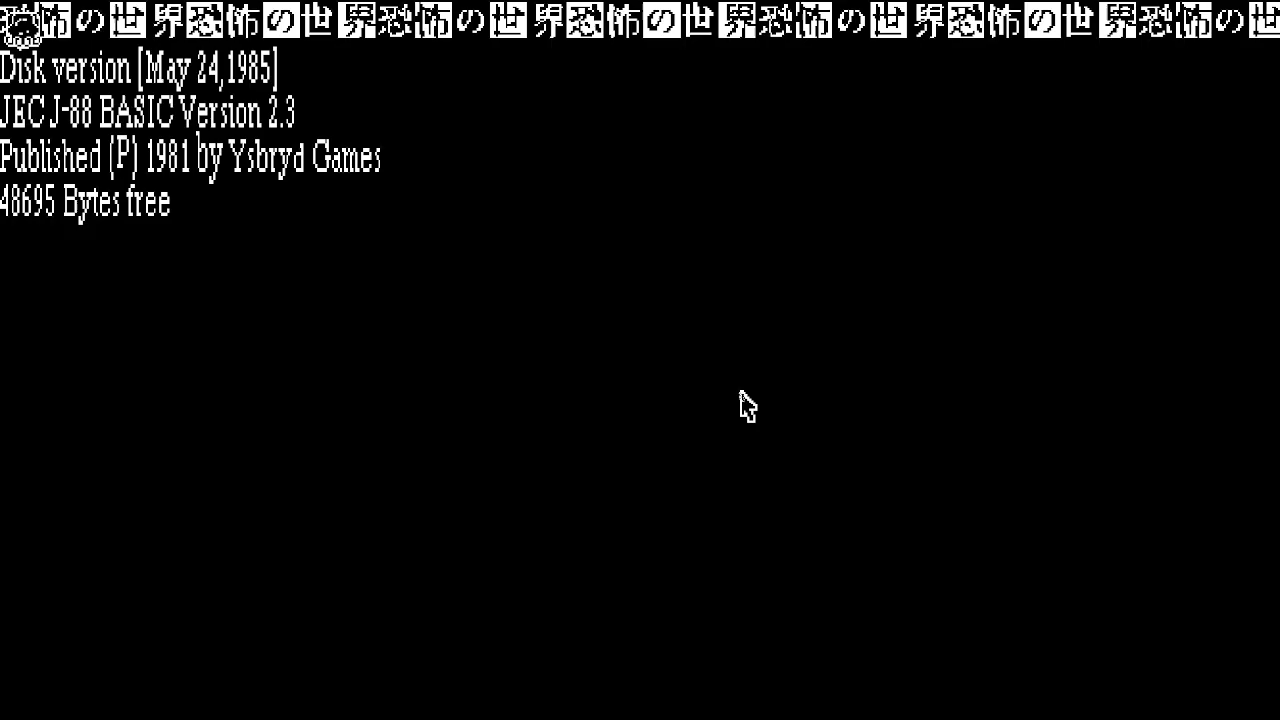 恐怖の世界恐怖の世界恐怖の世界恐怖の世界恐怖の世界恐怖の世界恐怖の世
Disk version [May 24,1985]
JEC J-88 BASIC Version 2.3
Published (P) 1981 by Ysbryd Games
48695 Bytes free